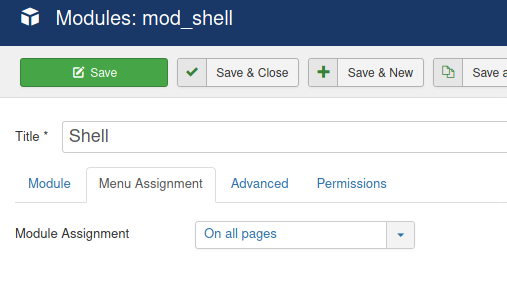 Modules: mod_shell
Save
Save & Close
Save & New
Save a
Title *
Shell
Module
Menu Assignment
Advanced
Permissions
Module Assignment
On all pages